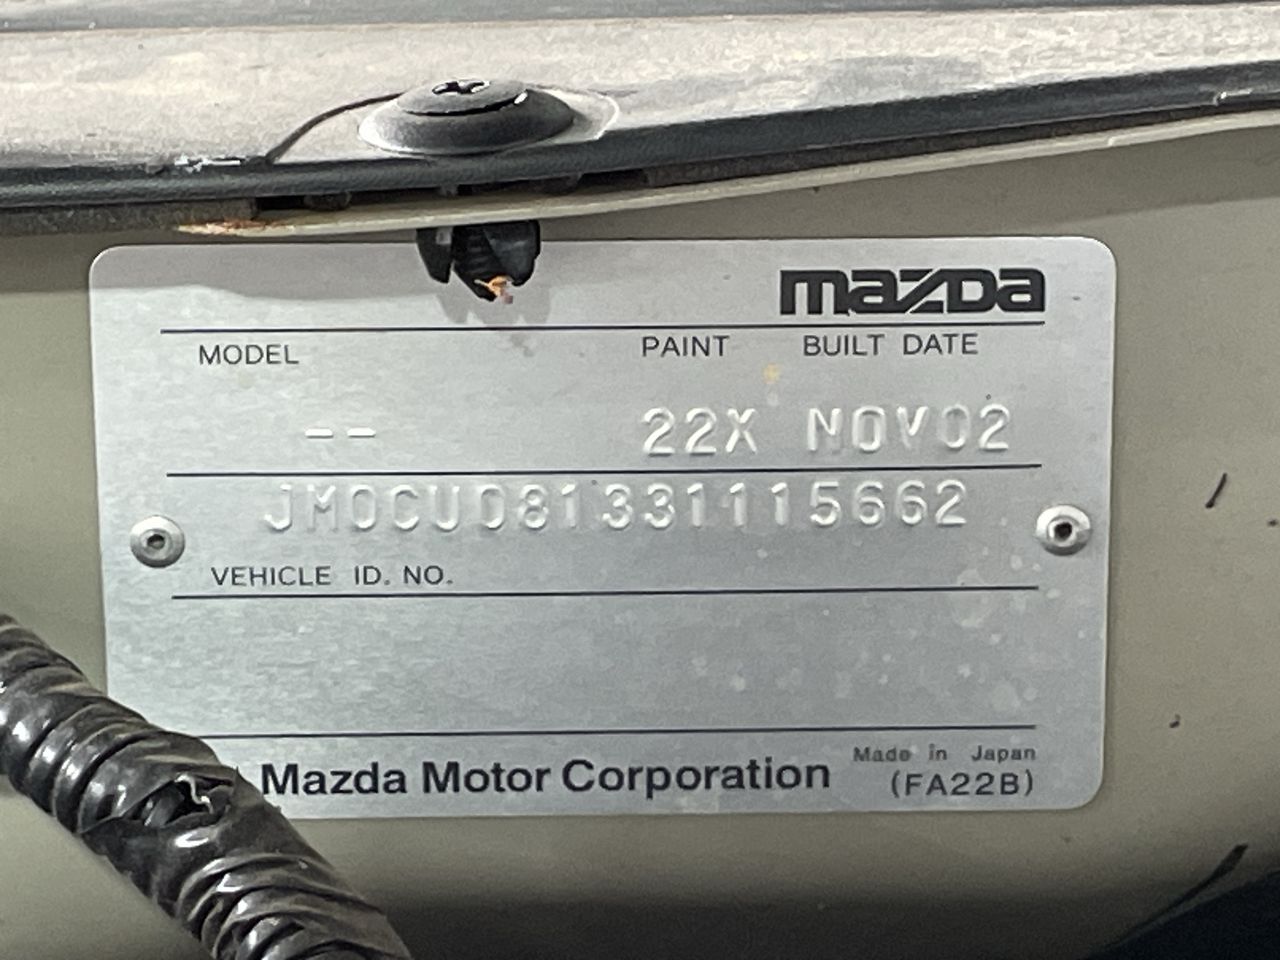 mazda
MODEL PAINT BUILT DATE
-- 22X NOV02
JM0CU081331115662
VEHICLE ID. NO.
Mazda Motor Corporation Made in Japan
(FA22B)